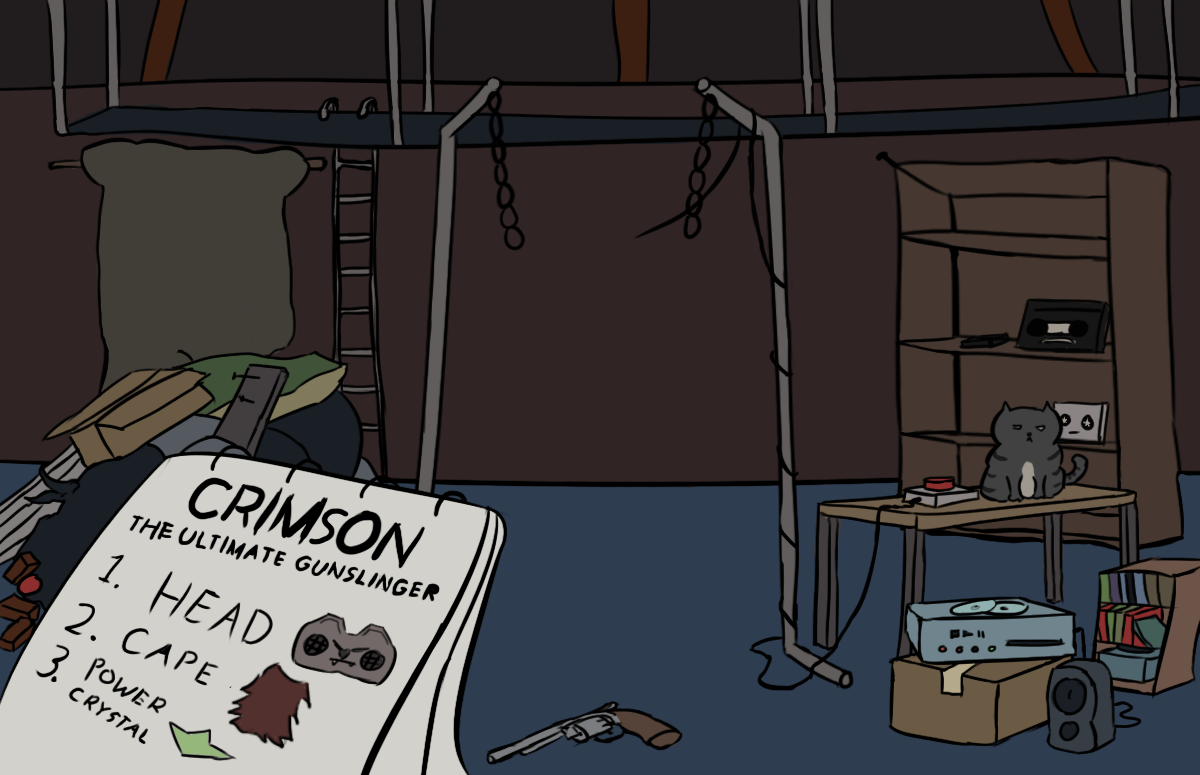 CRIMSON
THE ULTIMATE GUNSLINGER
1. HEAD
2. CAPE
3. POWER
CRYSTAL